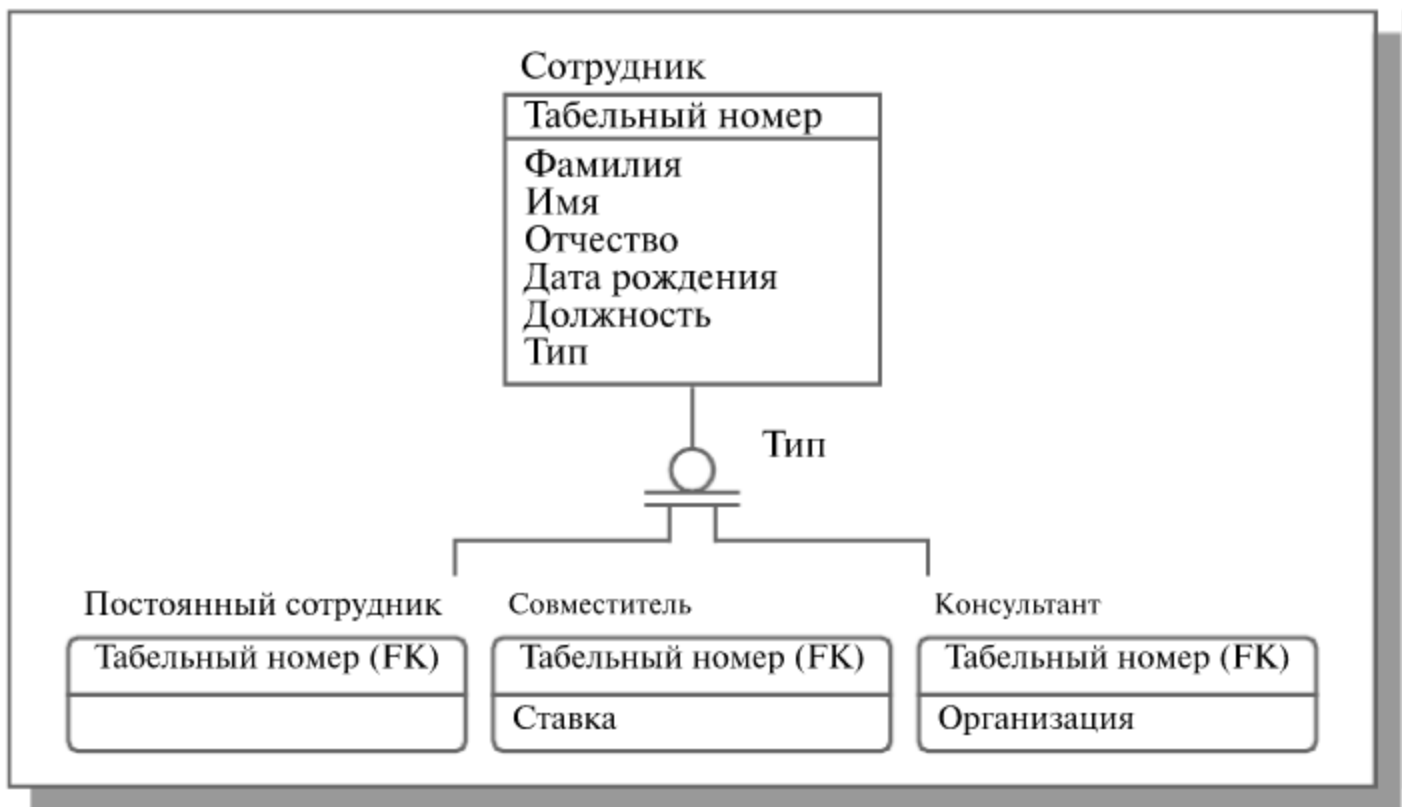 Сотрудник
Табельный номер
Фамилия
Имя
Отчество
Дата рождения
Должность
Тип
Тип
Постоянный сотрудник
Табельный номер (FK)
Совместитель
Табельный номер (FK)
Ставка
Консультант
Табельный номер (FK)
Организация